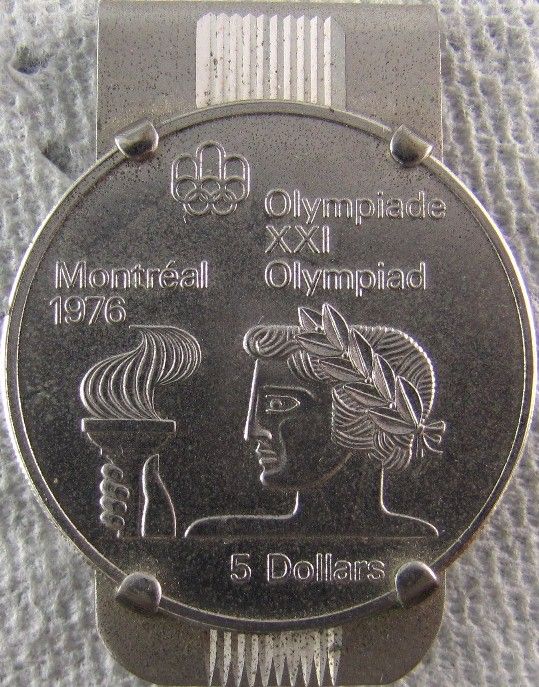 Olympiade
XXI
Olympiad
Montréal
1976
5 Dollars